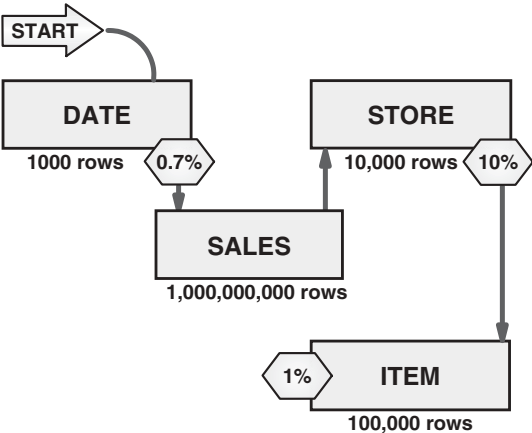 START
DATE
1000 rows
0.7%
STORE
10,000 rows
10%
SALES
1,000,000,000 rows
1%
ITEM
100,000 rows